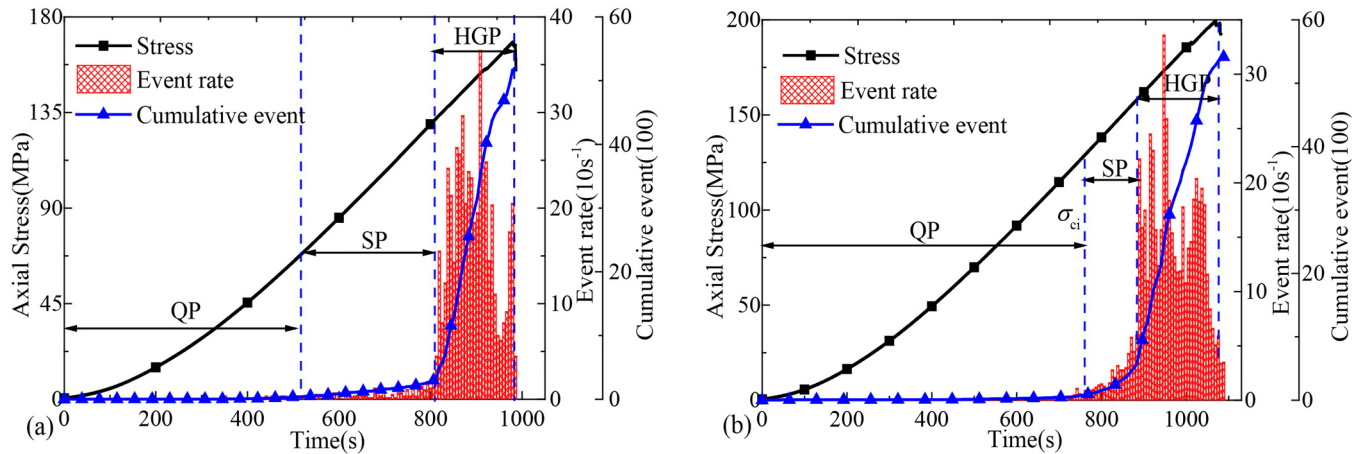 180
135
90
45
0
Axial Stress(MPa)
Stress
Event rate
Cumulative event
HGP
SP
QP
0 200 400 600 800 1000
Time(s)
(a)
40
30
20
10
0
Event rate(10s⁻¹)
60
40
20
0
Cumulative event(100)
200
150
100
50
0
Axial Stress(MPa)
Stress
Event rate
Cumulative event
HGP
SP
σci
QP
0 200 400 600 800 1000
Time(s)
(b)
30
20
10
0
Event rate(10s⁻¹)
60
40
20
0
Cumulative event(100)